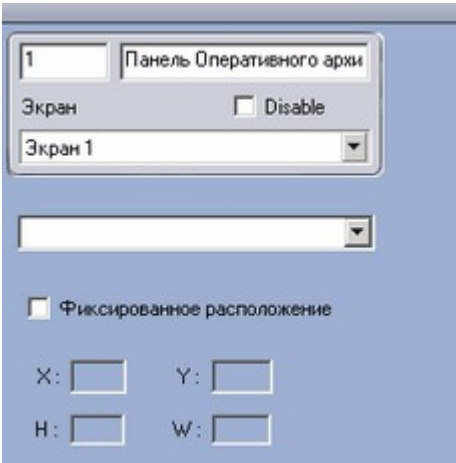 1 Панель Оперативного архи
Экран Disable
Экран 1
Фиксированное расположение
X: Y:
H: W: